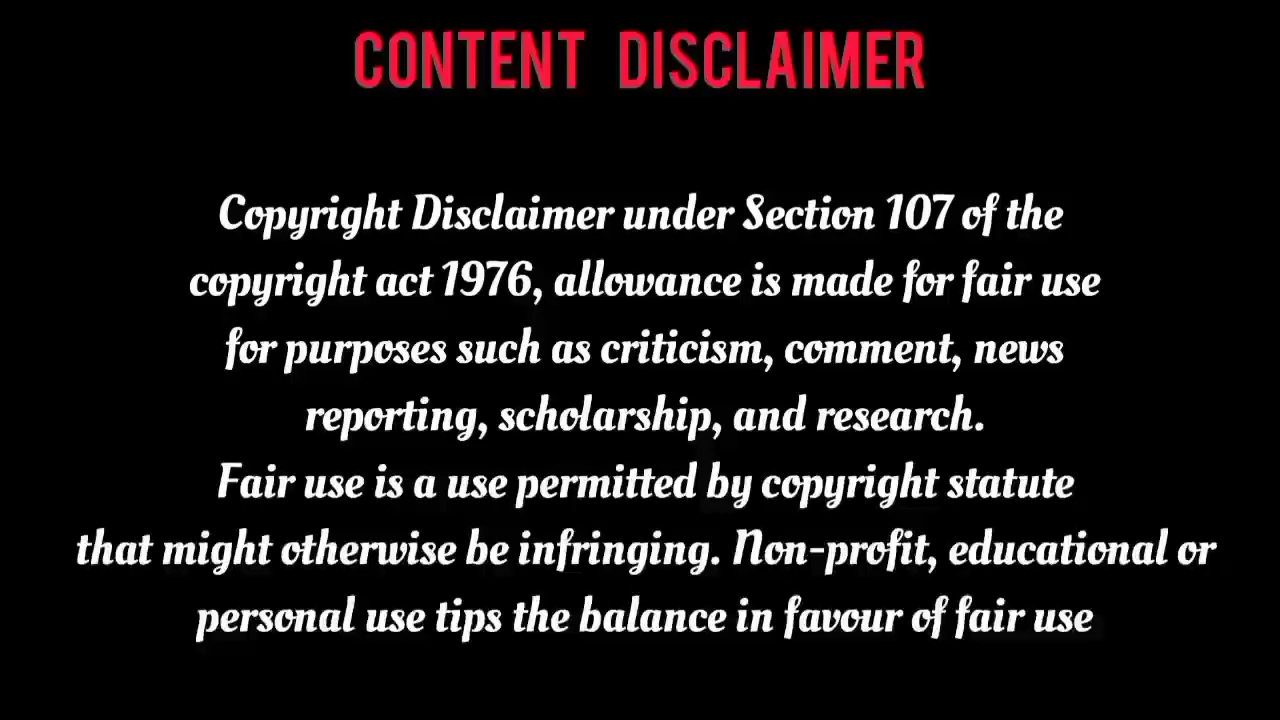 CONTENT DISCLAIMER
Copyright Disclaimer under Section 107 of the
copyright act 1976, allowance is made for fair use
for purposes such as criticism, comment, news
reporting, scholarship, and research.
Fair use is a use permitted by copyright statute
that might otherwise be infringing. Non-profit, educational or
personal use tips the balance in favour of fair use